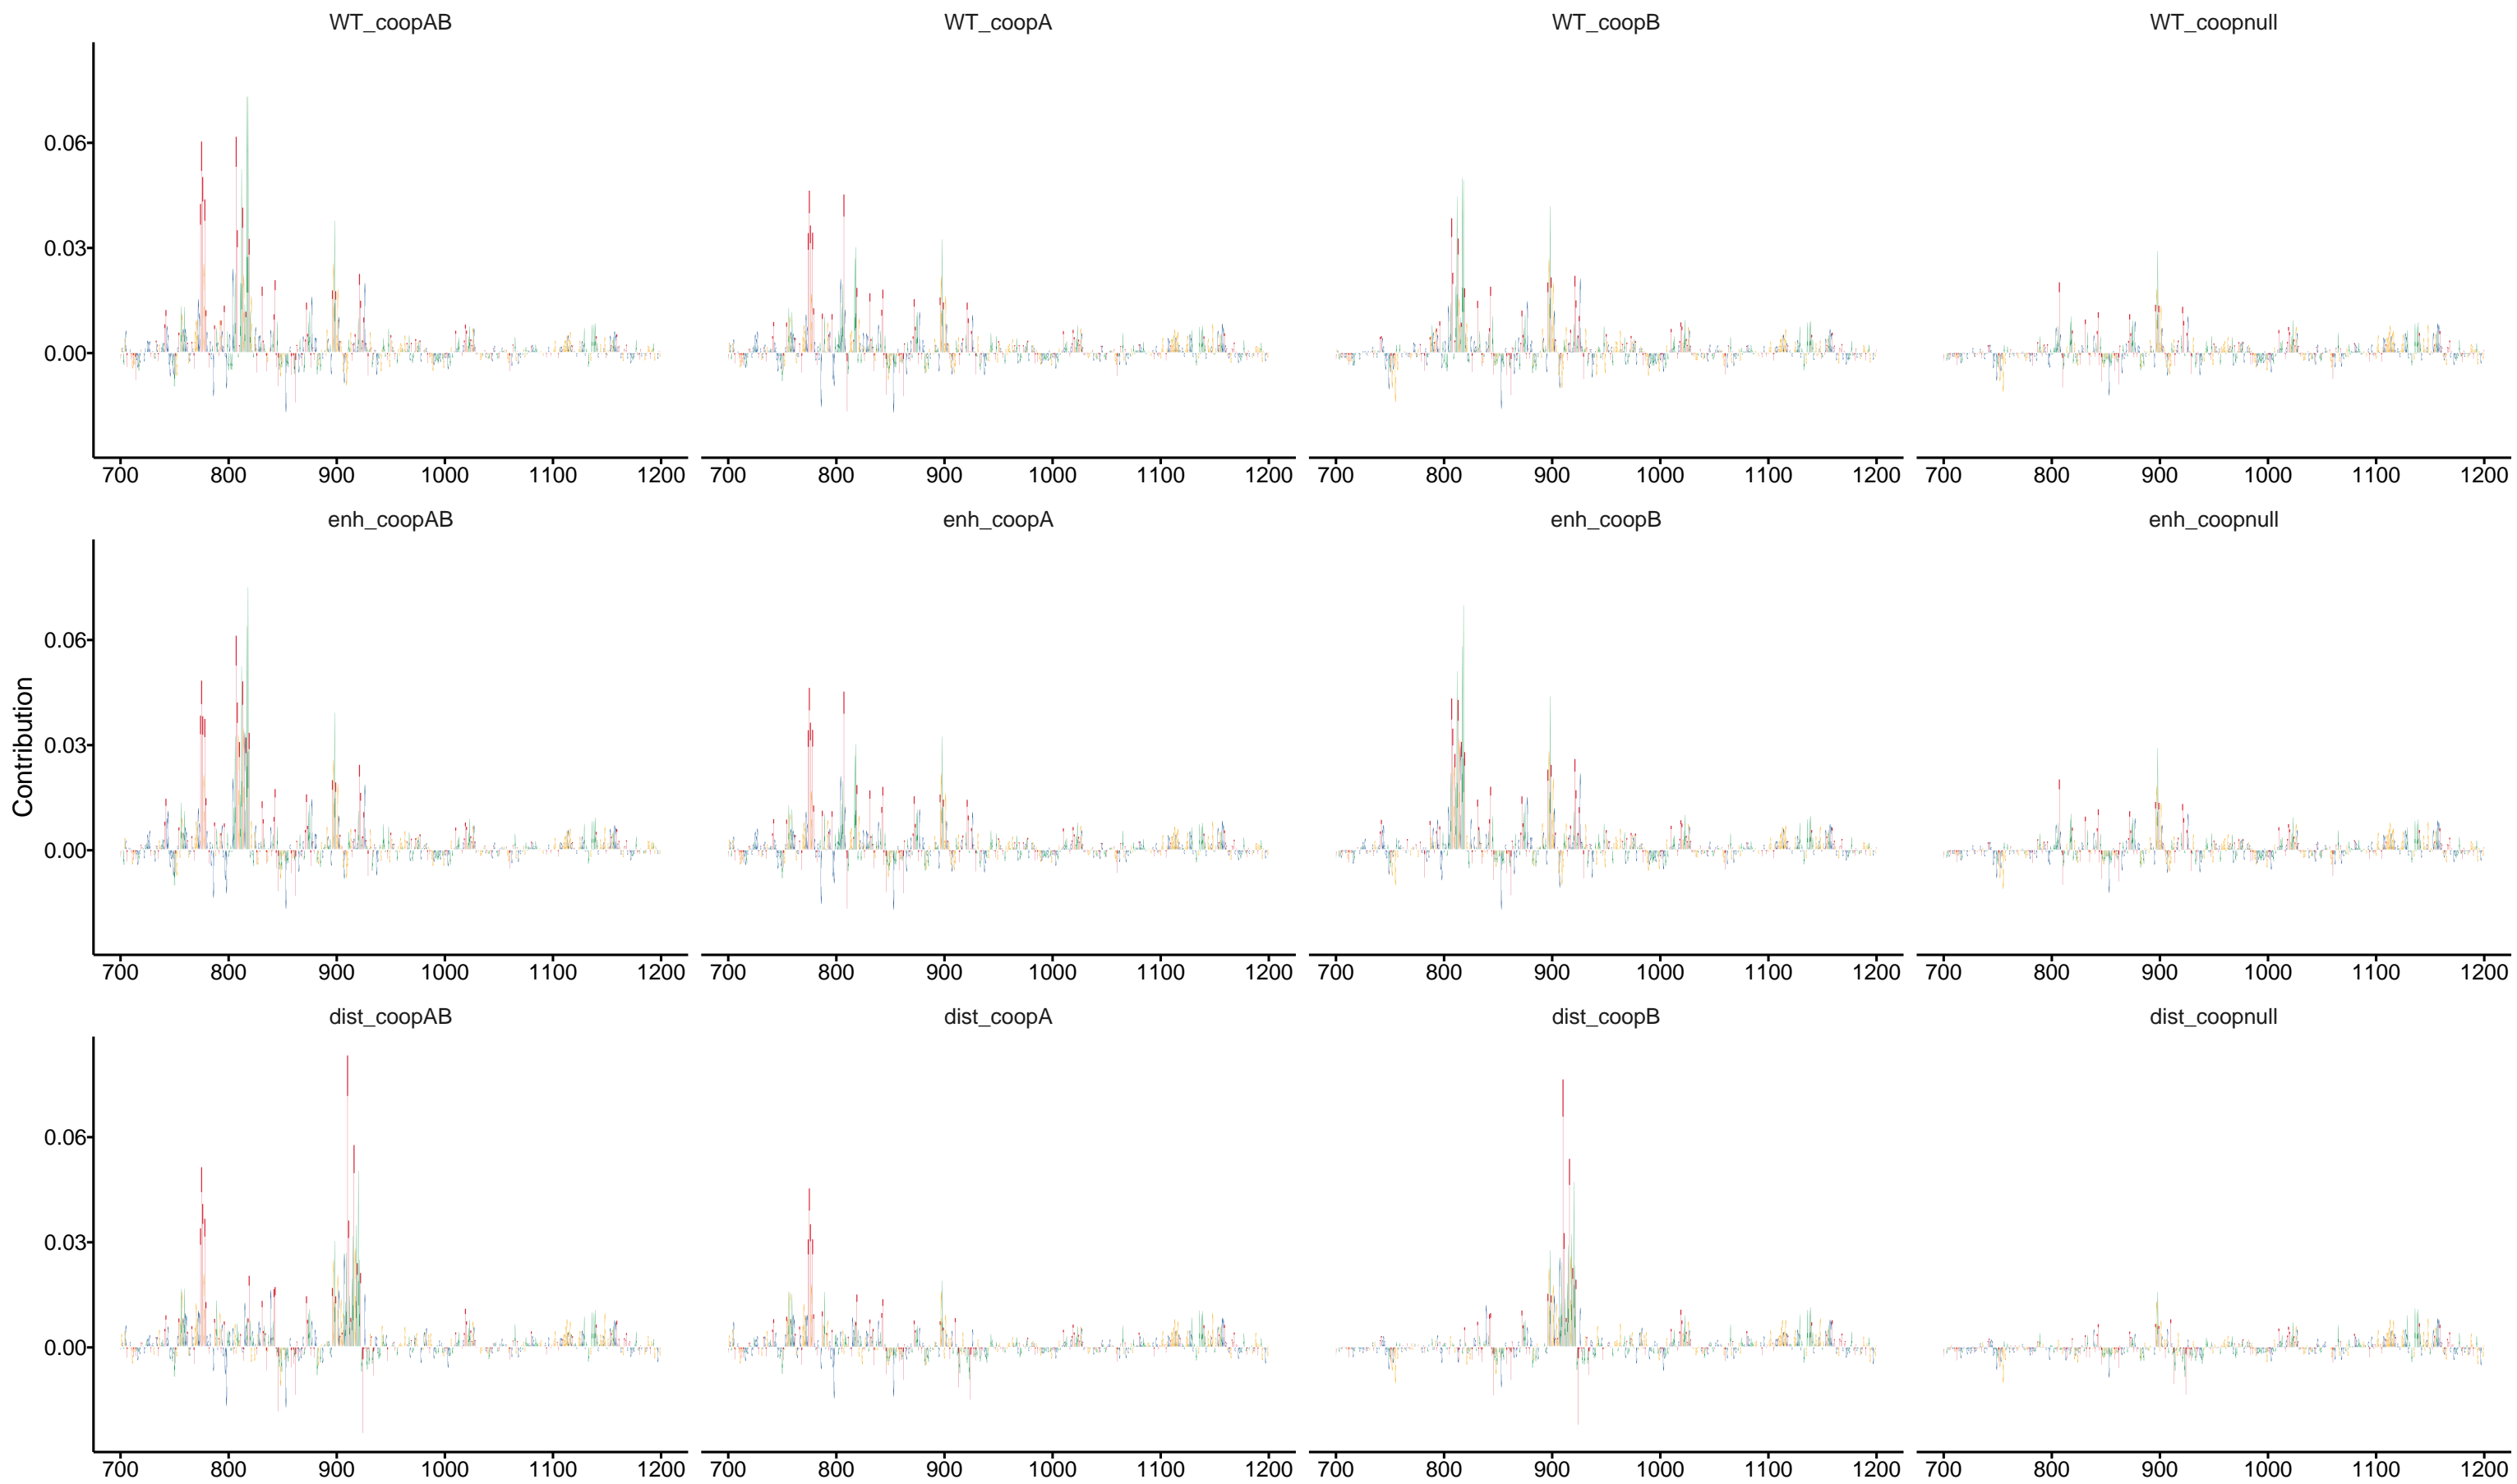 WT_coopAB WT_coopA WT_coopB WT_coopnull
0.06
0.03
0.00
700 800 900 1000 1100 1200 700 800 900 1000 1100 1200 700 800 900 1000 1100 1200 700 800 900 1000 1100 1200
enh_coopAB enh_coopA enh_coopB enh_coopnull
Contribution
0.06
0.03
0.00
700 800 900 1000 1100 1200 700 800 900 1000 1100 1200 700 800 900 1000 1100 1200 700 800 900 1000 1100 1200
dist_coopAB dist_coopA dist_coopB dist_coopnull
0.06
0.03
0.00
700 800 900 1000 1100 1200 700 800 900 1000 1100 1200 700 800 900 1000 1100 1200 700 800 900 1000 1100 1200